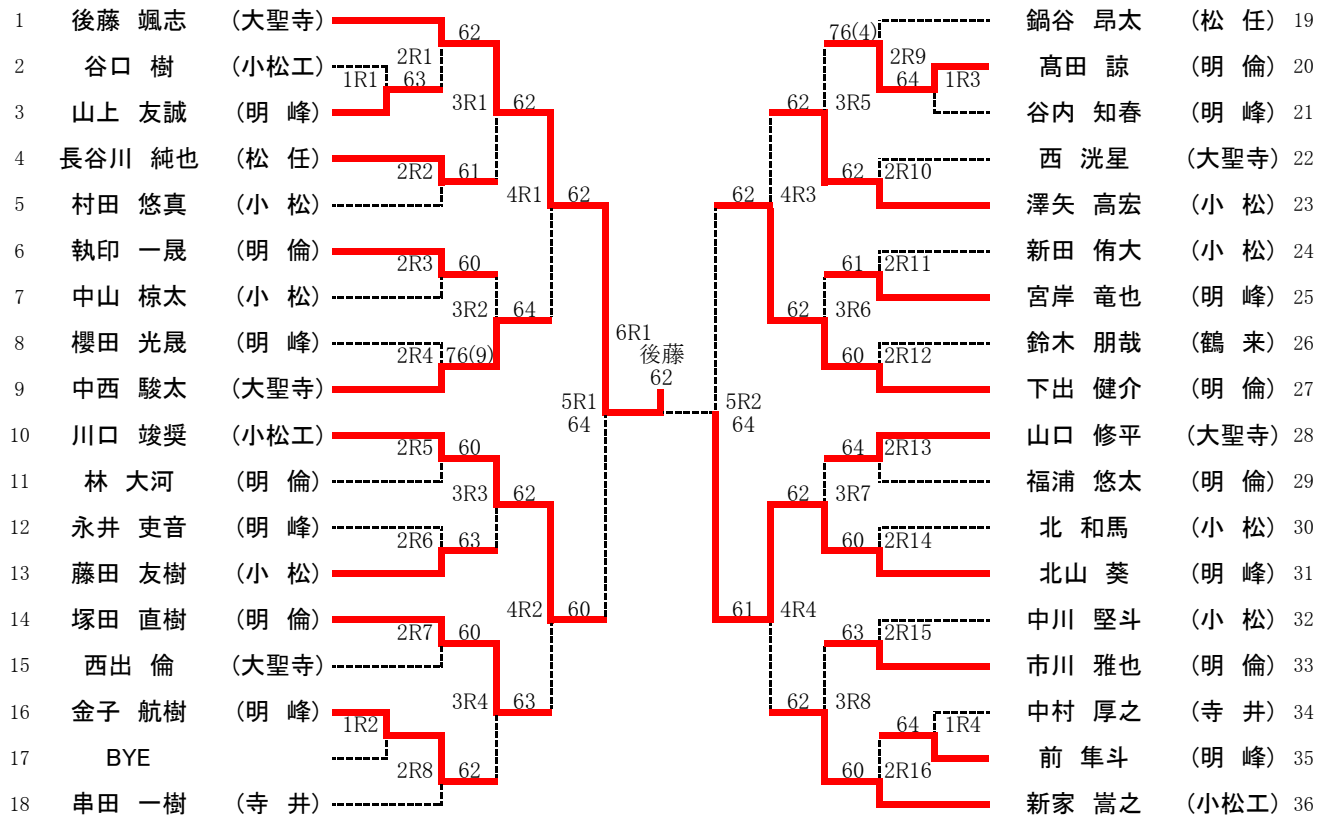 1 後藤 颯志 (大聖寺)
2 谷口 樹 (小松工)
3 山上 友誠 (明 峰)
4 長谷川 純也 (松 任)
5 村田 悠真 (小 松)
6 執印 一晟 (明 倫)
7 中山 椋太 (小 松)
8 櫻田 光晟 (明 峰)
9 中西 駿太 (大聖寺)
10 川口 竣奨 (小松工)
11 林 大河 (明 倫)
12 永井 吏音 (明 峰)
13 藤田 友樹 (小 松)
14 塚田 直樹 (明 倫)
15 西出 倫 (大聖寺)
16 金子 航樹 (明 峰)
17 BYE
18 串田 一樹 (寺 井)
1R1
1R2
2R1
63
2R2
2R3
2R4
2R5
2R6
2R7
2R8
62
3R1
61
60
3R2
76(9)
60
3R3
63
60
3R4
62
62
4R1
64
62
4R2
63
62
5R1
64
60
6R1
後藤
62
5R2
64
62
61
62
4R3
62
62
4R4
62
76(4)
3R5
62
61
3R6
60
64
3R7
60
63
3R8
60
2R9
64
2R10
2R11
2R12
2R13
2R14
2R15
64
2R16
1R3
1R4
鍋谷 昂太 (松 任) 19
髙田 諒 (明 倫) 20
谷内 知春 (明 峰) 21
西 洸星 (大聖寺) 22
澤矢 高宏 (小 松) 23
新田 侑大 (小 松) 24
宮岸 竜也 (明 峰) 25
鈴木 朋哉 (鶴 来) 26
下出 健介 (明 倫) 27
山口 修平 (大聖寺) 28
福浦 悠太 (明 倫) 29
北 和馬 (小 松) 30
北山 葵 (明 峰) 31
中川 堅斗 (小 松) 32
市川 雅也 (明 倫) 33
中村 厚之 (寺 井) 34
前 隼斗 (明 峰) 35
新家 嵩之 (小松工) 36